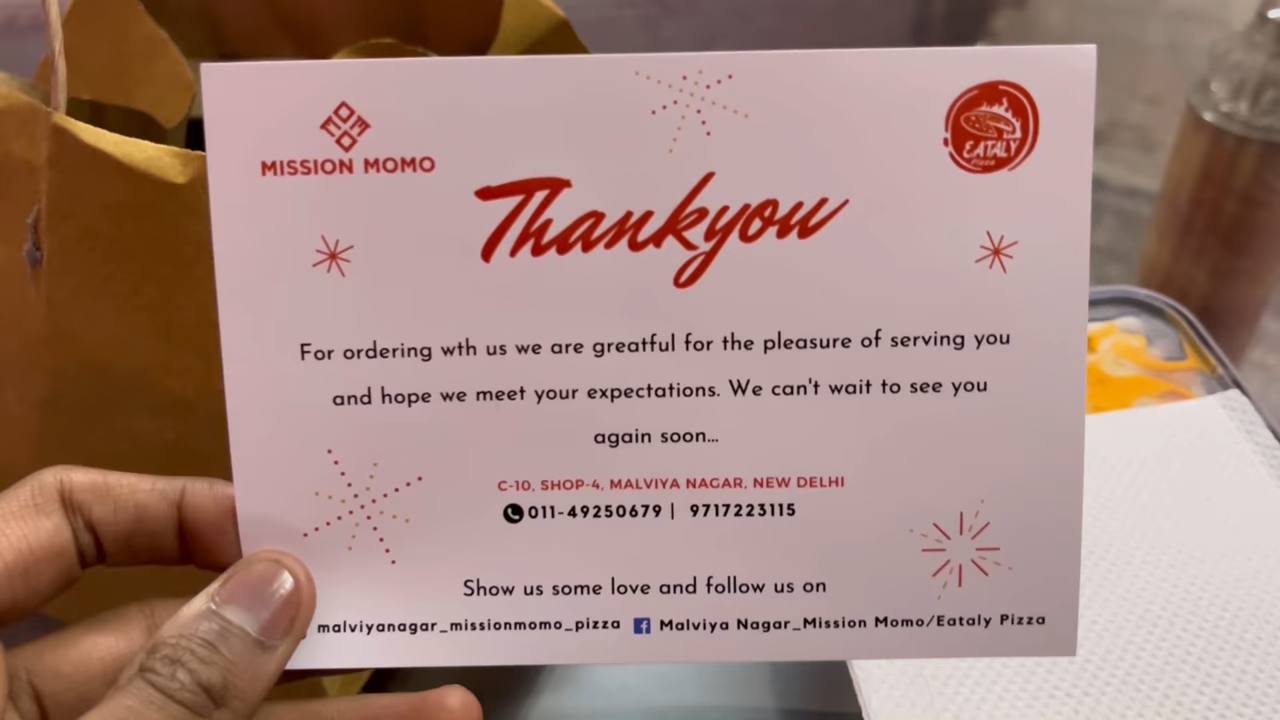 MOMO
MISSION MOMO
EATALY
Pizza
Thankyou
For ordering wth us we are greatful for the pleasure of serving you
and hope we meet your expectations. We can't wait to see you
again soon...
C-10, SHOP-4, MALVIYA NAGAR, NEW DELHI
011-49250679 | 9717223115
Show us some love and follow us on
malviyanagar_missionmomo_pizza f Malviya Nagar_Mission Momo/Eataly Pizza